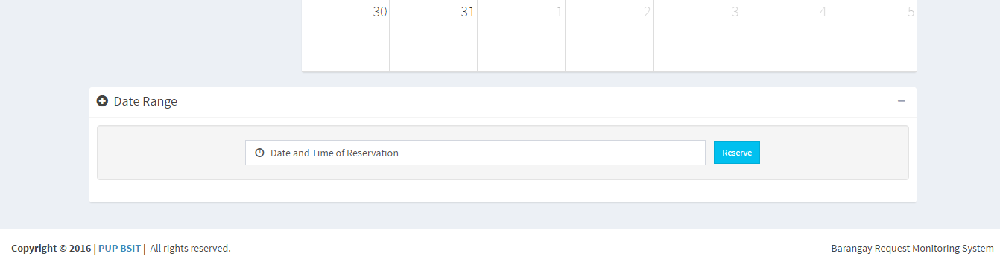 30 31 1 2 3 4 5
Date Range
Date and Time of Reservation Reserve
Copyright © 2016 | PUP BSIT | All rights reserved. Barangay Request Monitoring System